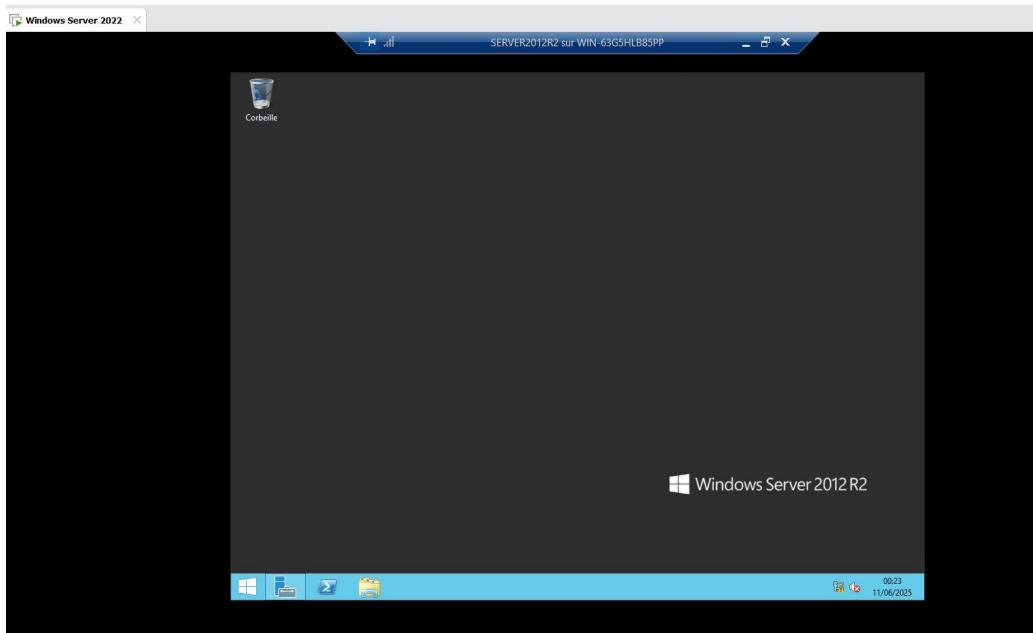 Windows Server 2022
SERVER2012R2 sur WIN-63G5HLB85PP
Corbeille
Windows Server 2012 R2
00:23
11/06/2025